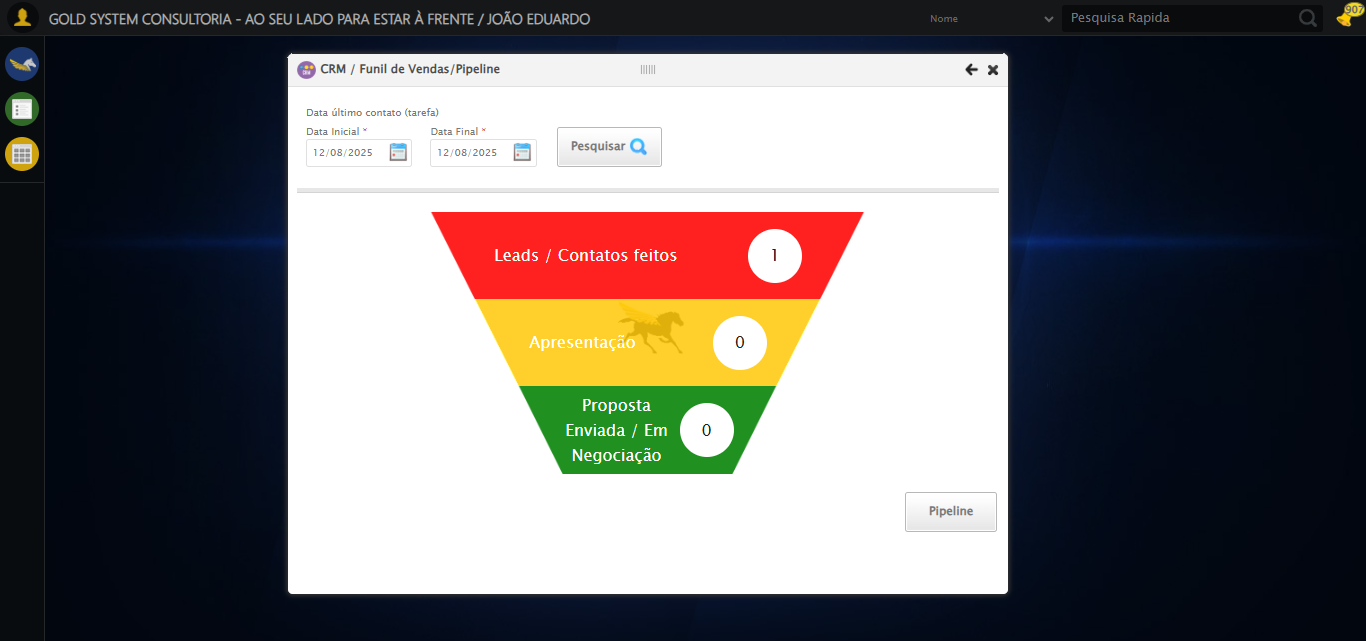 GOLD SYSTEM CONSULTORIA - AO SEU LADO PARA ESTAR À FRENTE / JOÃO EDUARDO
Nome
Pesquisa Rapida
907
CRM / Funil de Vendas/Pipeline
Data último contato (tarefa)
Data Inicial *
Data Final *
12/08/2025
12/08/2025
Pesquisar
Leads / Contatos feitos
1
Apresentação
0
Proposta
Enviada / Em
Negociação
0
Pipeline